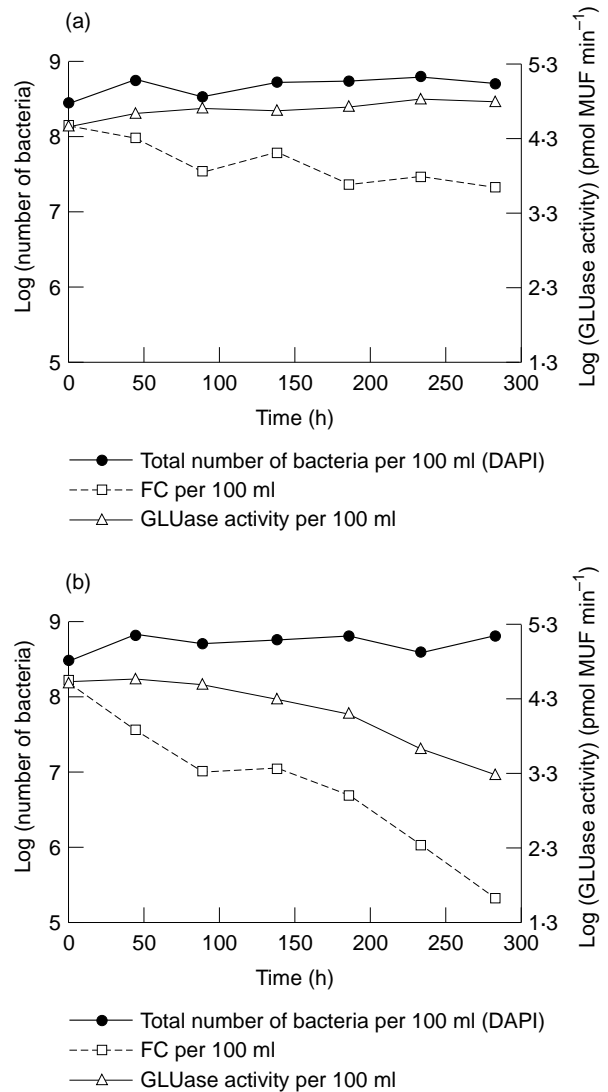 (a)
Log (number of bacteria)
9
8
7
6
5
5·3
4·3
3·3
2·3
1·3
Log (GLUase activity) (pmol MUF min⁻¹)
0 50 100 150 200 250 300
Time (h)
Total number of bacteria per 100 ml (DAPI)
FC per 100 ml
GLUase activity per 100 ml
(b)
Log (number of bacteria)
9
8
7
6
5
5·3
4·3
3·3
2·3
1·3
Log (GLUase activity) (pmol MUF min⁻¹)
0 50 100 150 200 250 300
Time (h)
Total number of bacteria per 100 ml (DAPI)
FC per 100 ml
GLUase activity per 100 ml